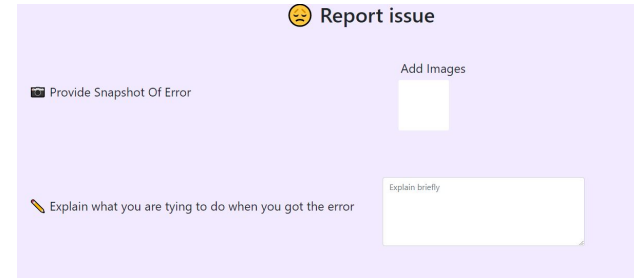 😔 Report issue
Add Images
📷 Provide Snapshot Of Error
Explain briefly
✏️ Explain what you are tying to do when you got the error